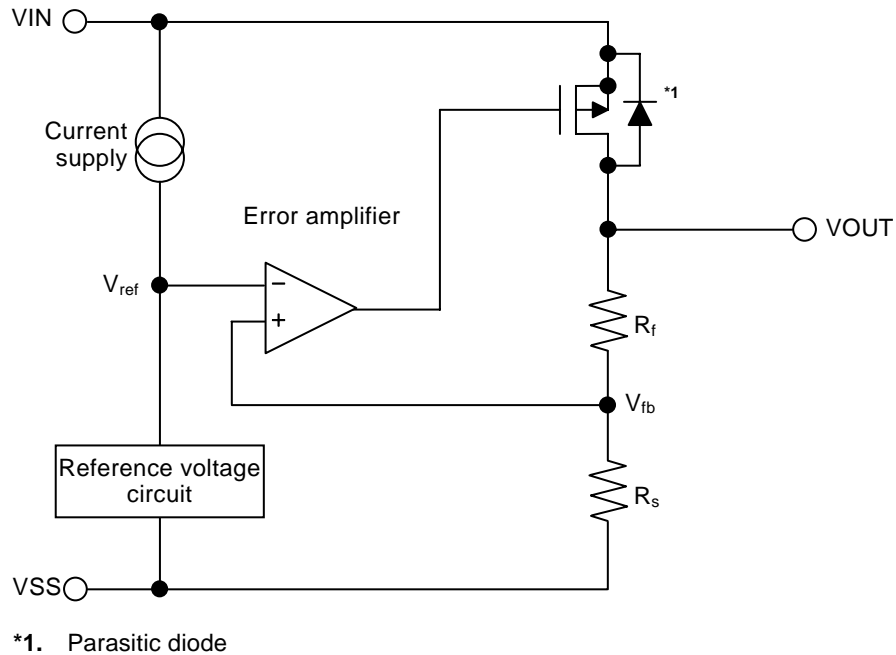 VIN
*1
Current
supply
Error amplifier
VOUT
Vref
−
+
Rf
Vfb
Reference voltage
circuit
Rs
VSS
*1. Parasitic diode